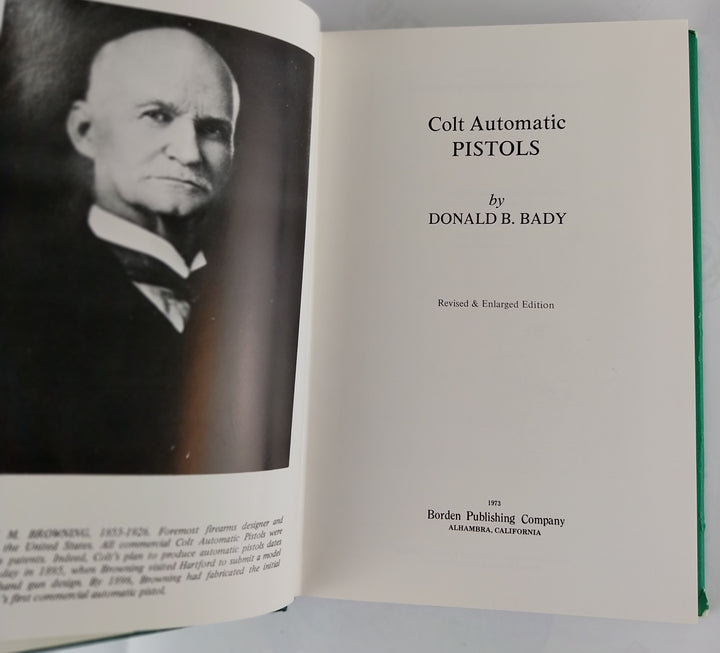 M. BROWNING, 1855-1926. Foremost firearms designer and
the United States. All commercial Colt Automatic Pistols were
patents. Indeed, Colt's plan to produce automatic pistols dates
day in 1895, when Browning visited Hartford to submit a model
hand gun design. By 1896, Browning had fabricated the initial
's first commercial automatic pistol.
Colt Automatic
PISTOLS
by
DONALD B. BADY
Revised & Enlarged Edition
1973
Borden Publishing Company
ALHAMBRA, CALIFORNIA